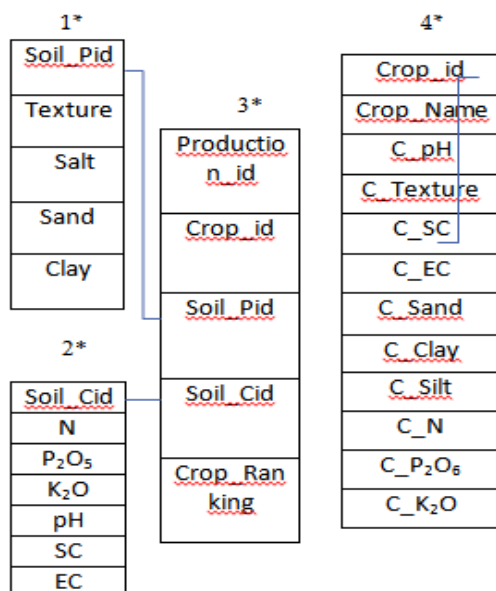 1*
Soil_Pid
Texture
Salt
Sand
Clay
2*
Soil_Cid
N
P₂O₅
K₂O
pH
SC
EC
3*
Productio
n_id
Crop_id
Soil_Pid
Soil_Cid
Crop_Ran
king
4*
Crop_id
Crop_Name
C_pH
C_Texture
C_SC
C_EC
C_Sand
C_Clay
C_Silt
C_N
C_P₂O₆
C_K₂O